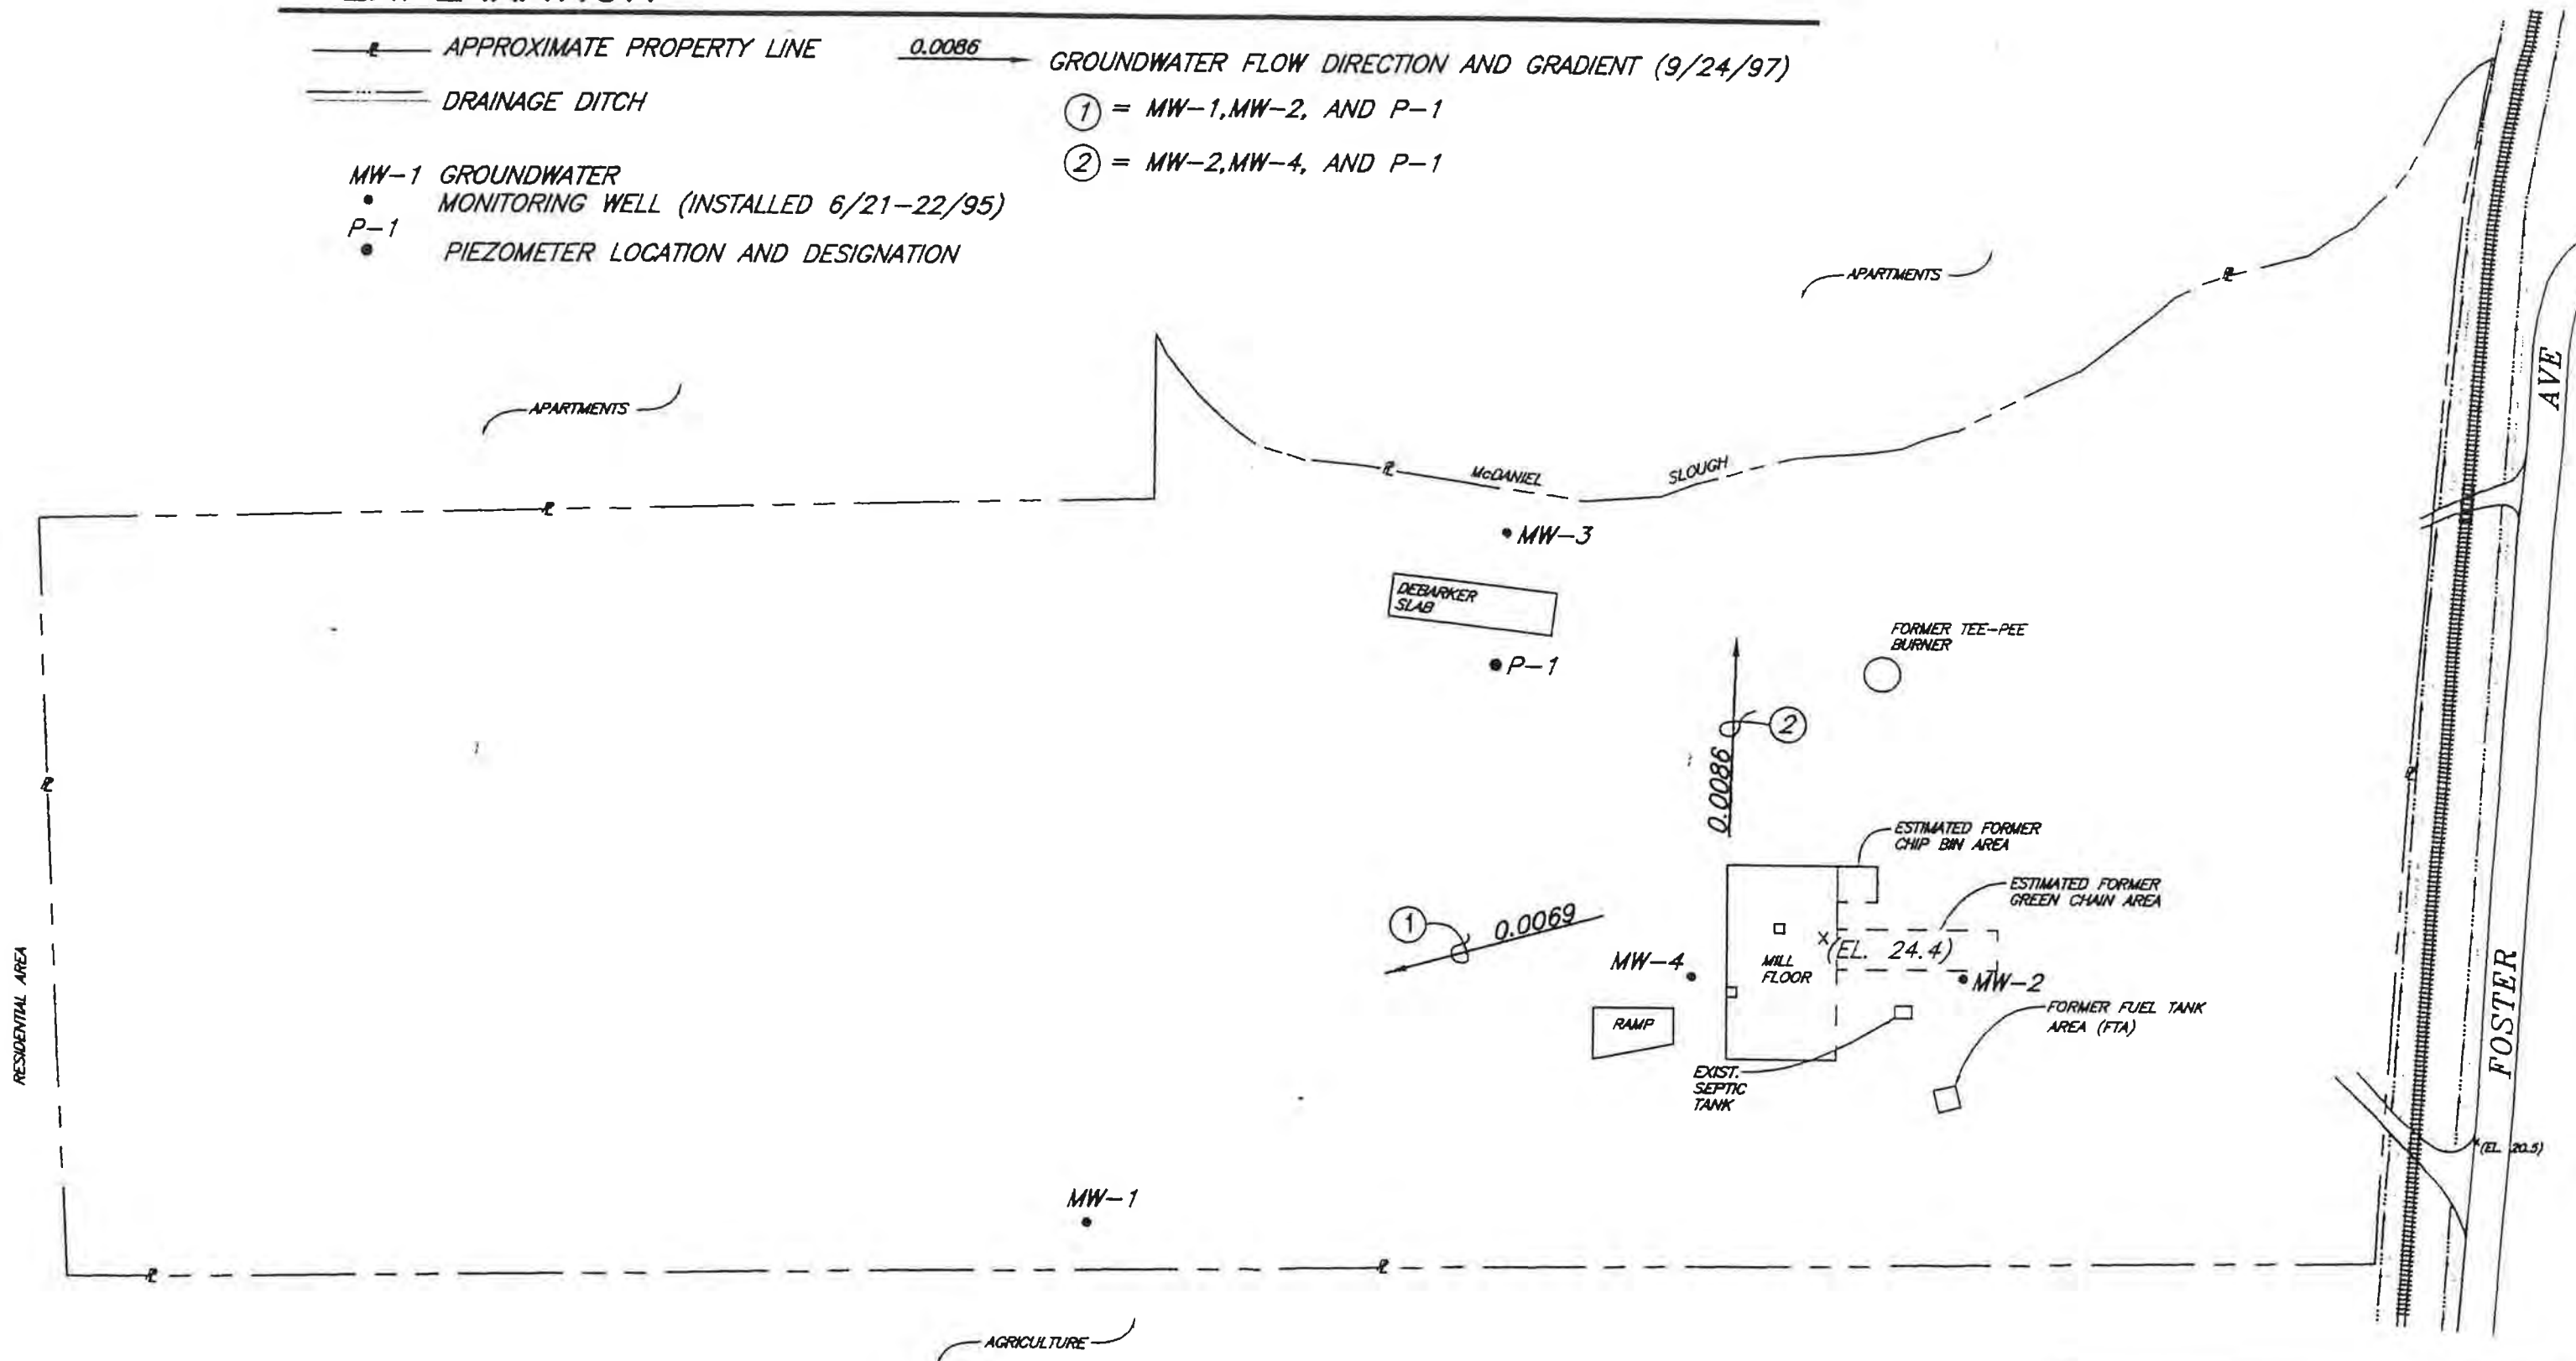 APPROXIMATE PROPERTY LINE
0.0086
GROUNDWATER FLOW DIRECTION AND GRADIENT (9/24/97)
DRAINAGE DITCH
1 = MW-1,MW-2, AND P-1
2 = MW-2,MW-4, AND P-1
MW-1 GROUNDWATER
MONITORING WELL (INSTALLED 6/21-22/95)
P-1
PIEZOMETER LOCATION AND DESIGNATION
APARTMENTS
APARTMENTS
AVE
McDANIEL
SLOUGH
MW-3
DEBARKER
SLAB
P-1
FORMER TEE-PEE
BURNER
2
0.0086
ESTIMATED FORMER
CHIP BIN AREA
ESTIMATED FORMER
GREEN CHAIN AREA
1
0.0069
MW-4
MILL
FLOOR
X
(EL. 24.4)
MW-2
FORMER FUEL TANK
AREA (FTA)
RAMP
EXIST.
SEPTIC
TANK
FOSTER
(EL. 20.5)
RESIDENTIAL AREA
MW-1
AGRICULTURE